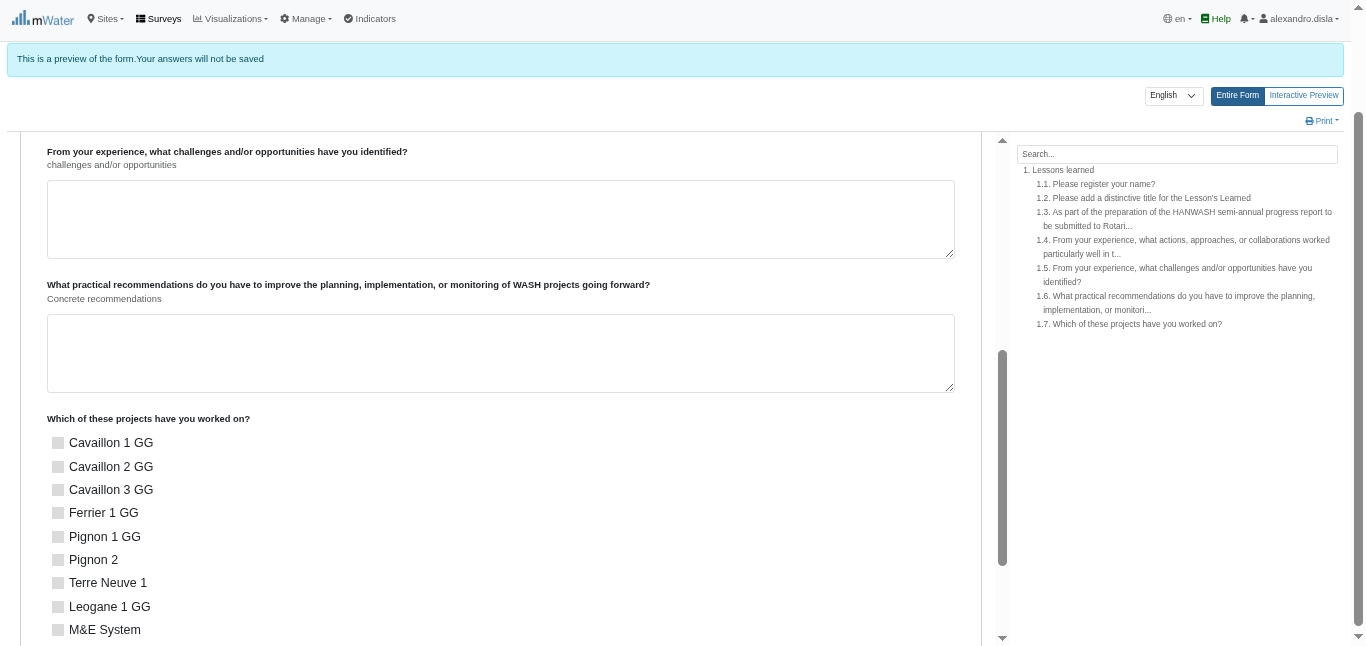 mWater Sites Surveys Visualizations Manage Indicators en Help alexandro.disla
This is a preview of the form.Your answers will not be saved
English Entire Form Interactive Preview
Print
From your experience, what challenges and/or opportunities have you identified?
challenges and/or opportunities
What practical recommendations do you have to improve the planning, implementation, or monitoring of WASH projects going forward?
Concrete recommendations
Which of these projects have you worked on?
Cavaillon 1 GG
Cavaillon 2 GG
Cavaillon 3 GG
Ferrier 1 GG
Pignon 1 GG
Pignon 2
Terre Neuve 1
Leogane 1 GG
M&E System
Search...
1. Lessons learned
1.1. Please register your name?
1.2. Please add a distinctive title for the Lesson's Learned
1.3. As part of the preparation of the HANWASH semi-annual progress report to
be submitted to Rotari...
1.4. From your experience, what actions, approaches, or collaborations worked
particularly well in t...
1.5. From your experience, what challenges and/or opportunities have you
identified?
1.6. What practical recommendations do you have to improve the planning,
implementation, or monitori...
1.7. Which of these projects have you worked on?